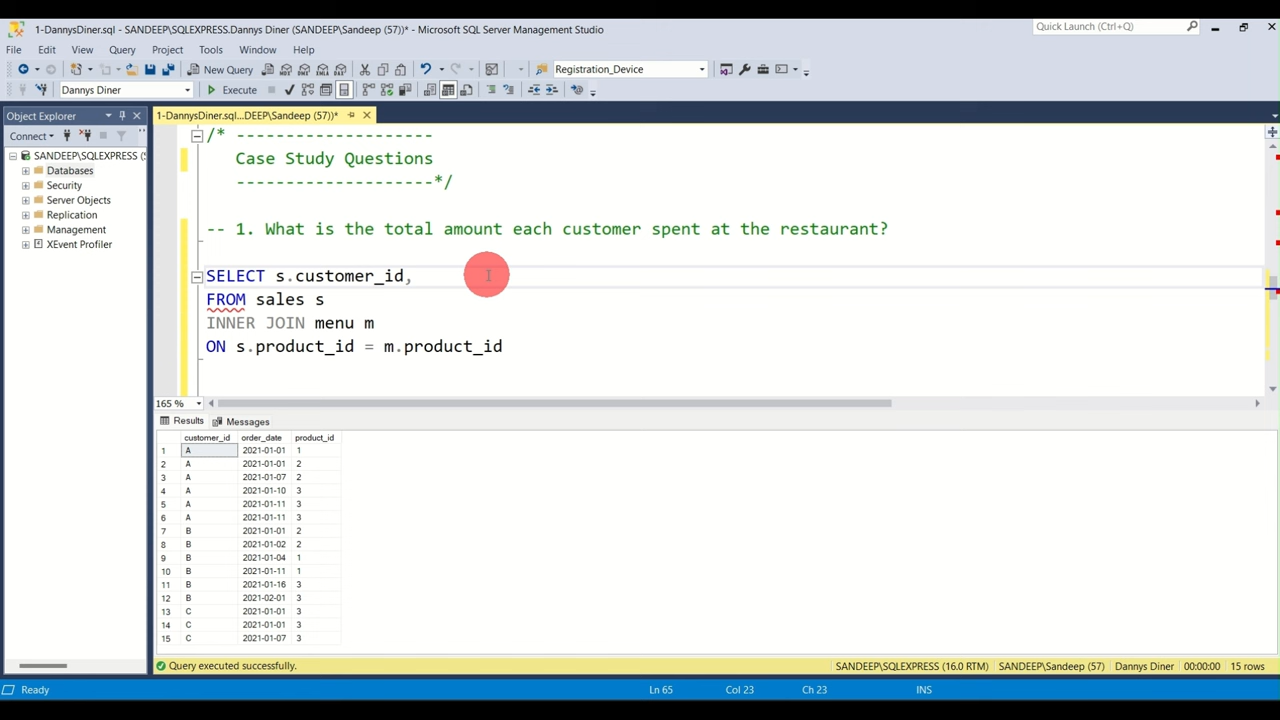 1-DannysDiner.sql - SANDEEP\SQLEXPRESS.Dannys Diner (SANDEEP\Sandeep (57))* - Microsoft SQL Server Management Studio
Quick Launch (Ctrl+Q)
File Edit View Query Project Tools Window Help
New Query Registration_Device
Dannys Diner Execute
Object Explorer
1-DannysDiner.sql...DEEP\Sandeep (57))*
Connect
SANDEEP\SQLEXPRESS (
Databases
Security
Server Objects
Replication
Management
XEvent Profiler
/* --------------------
Case Study Questions
--------------------*/
-- 1. What is the total amount each customer spent at the restaurant?
SELECT s.customer_id,
FROM sales s
INNER JOIN menu m
ON s.product_id = m.product_id
165 %
Results Messages
customer_id order_date product_id
1 A 2021-01-01 1
2 A 2021-01-01 2
3 A 2021-01-07 2
4 A 2021-01-10 3
5 A 2021-01-11 3
6 A 2021-01-11 3
7 B 2021-01-01 2
8 B 2021-01-02 2
9 B 2021-01-04 1
10 B 2021-01-11 1
11 B 2021-01-16 3
12 B 2021-02-01 3
13 C 2021-01-01 3
14 C 2021-01-01 3
15 C 2021-01-07 3
Query executed successfully. SANDEEP\SQLEXPRESS (16.0 RTM) SANDEEP\Sandeep (57) Dannys Diner 00:00:00 15 rows
Ready Ln 65 Col 23 Ch 23 INS